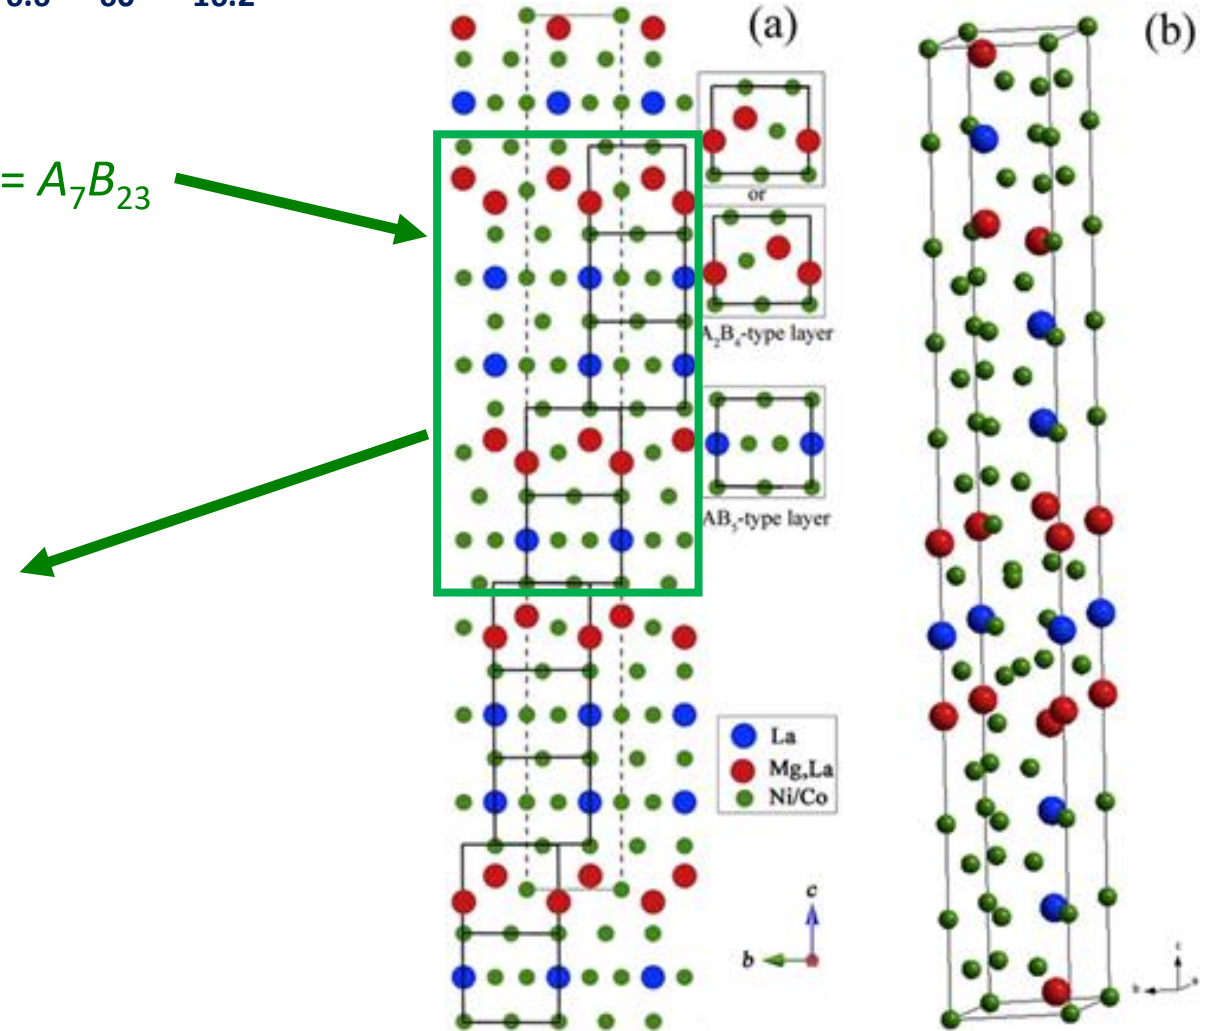 (a)
(b)
= A₇B₂₃
or
A₂B₄-type layer
AB₅-type layer
La
Mg,La
Ni/Co
c
b
c
b
a